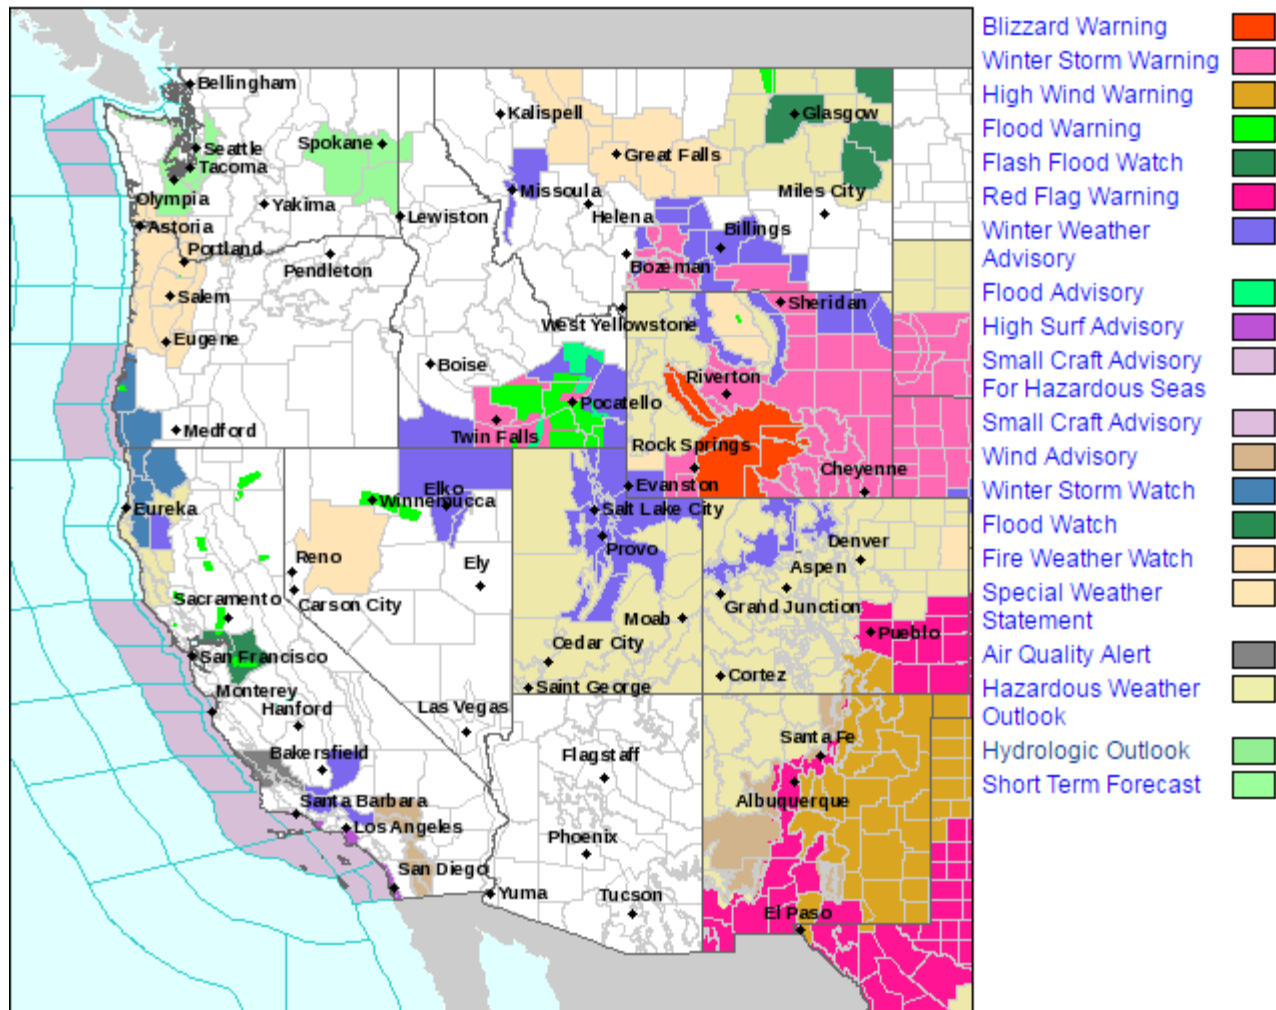 Bellingham
Kalispell
Glasgow
Seattle
Spokane
Great Falls
Tacoma
Missoula
Miles City
Olympia
Yakima
Lewiston
Helena
Astoria
Billings
Portland
Pendleton
Bozeman
Salem
Sheridan
West Yellowstone
Eugene
Boise
Riverton
Pocatello
Medford
Twin Falls
Rock Springs
Cheyenne
Elko
Evanston
Winnemucca
Eureka
Salt Lake City
Provo
Denver
Reno
Ely
Aspen
Sacramento
Carson City
Grand Junction
Moab
Pueblo
San Francisco
Cedar City
Cortez
Monterey
Saint George
Hanford
Las Vegas
Santa Fe
Bakersfield
Flagstaff
Santa Barbara
Albuquerque
Los Angeles
Phoenix
San Diego
Yuma
Tucson
El Paso
Blizzard Warning
Winter Storm Warning
High Wind Warning
Flood Warning
Flash Flood Watch
Red Flag Warning
Winter Weather
Advisory
Flood Advisory
High Surf Advisory
Small Craft Advisory
For Hazardous Seas
Small Craft Advisory
Wind Advisory
Winter Storm Watch
Flood Watch
Fire Weather Watch
Special Weather
Statement
Air Quality Alert
Hazardous Weather
Outlook
Hydrologic Outlook
Short Term Forecast